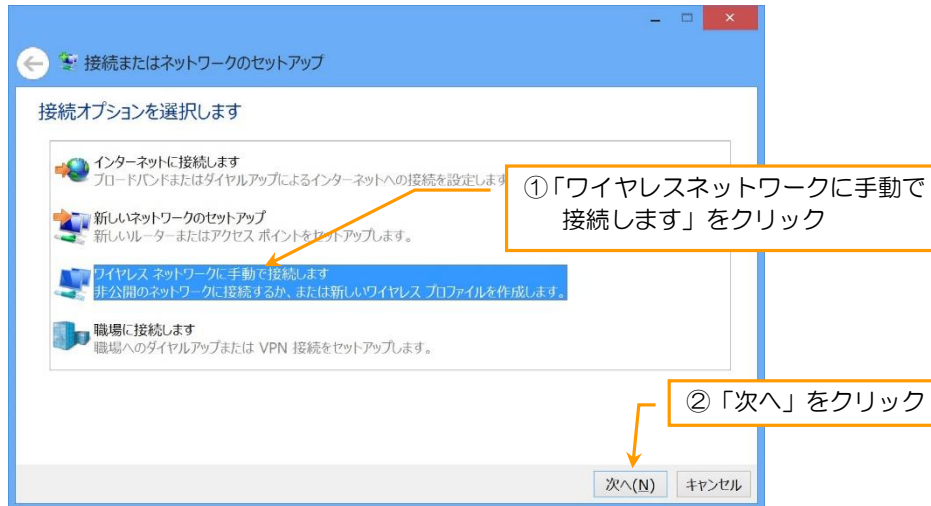 接続またはネットワークのセットアップ
接続オプションを選択します
インターネットに接続します
ブロードバンドまたはダイヤルアップによるインターネットへの接続を設定します
①「ワイヤレスネットワークに手動で
接続します」をクリック
新しいネットワークのセットアップ
新しいルーターまたはアクセス ポイントをセットアップします。
ワイヤレス ネットワークに手動で接続します
非公開のネットワークに接続するか、または新しいワイヤレス プロファイルを作成します。
職場に接続します
職場へのダイヤルアップまたは VPN 接続をセットアップします。
②「次へ」をクリック
次へ(N)
キャンセル